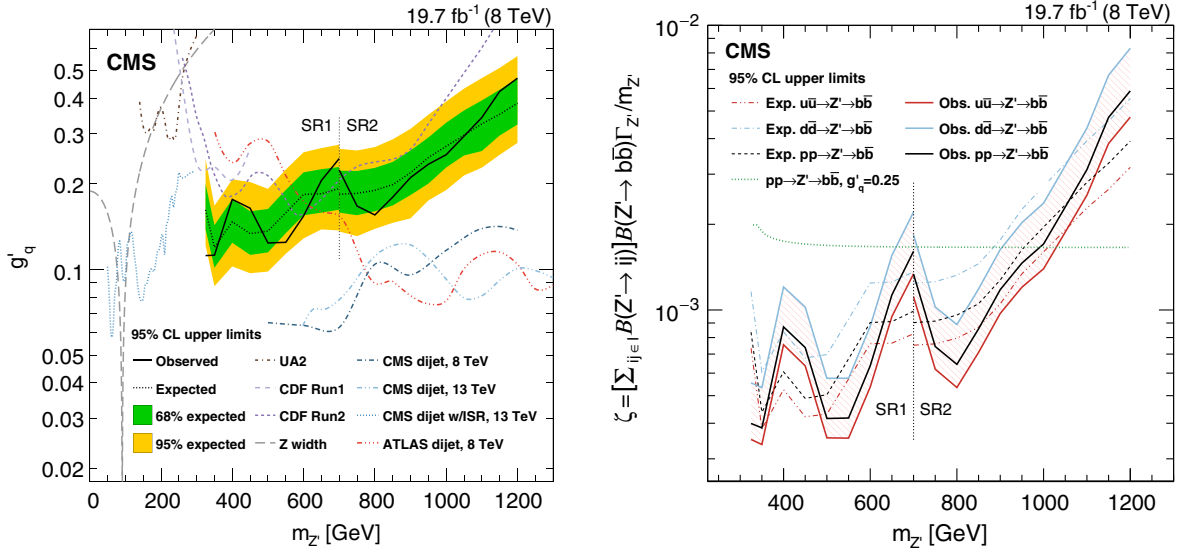 19.7 fb⁻¹ (8 TeV)
CMS
SR1 SR2
g'q
0.5
0.4
0.3
0.2
0.1
0.05
0.04
0.03
0.02
95% CL upper limits
Observed
Expected
68% expected
95% expected
UA2
CDF Run1
CDF Run2
Z width
CMS dijet, 8 TeV
CMS dijet, 13 TeV
CMS dijet w/ISR, 13 TeV
ATLAS dijet, 8 TeV
0 200 400 600 800 1000 1200
m_Z' [GeV]
19.7 fb⁻¹ (8 TeV)
CMS
95% CL upper limits
Exp. uū→Z'→bb̄
Exp. dd̄→Z'→bb̄
Exp. pp→Z'→bb̄
pp→Z'→bb̄, g'q=0.25
Obs. uū→Z'→bb̄
Obs. dd̄→Z'→bb̄
Obs. pp→Z'→bb̄
ζ = [Σ_{ij∈I} B(Z'→ ij)]B(Z'→ bb̄)Γ_Z'/m_Z'
10⁻²
10⁻³
SR1 SR2
400 600 800 1000 1200
m_Z' [GeV]